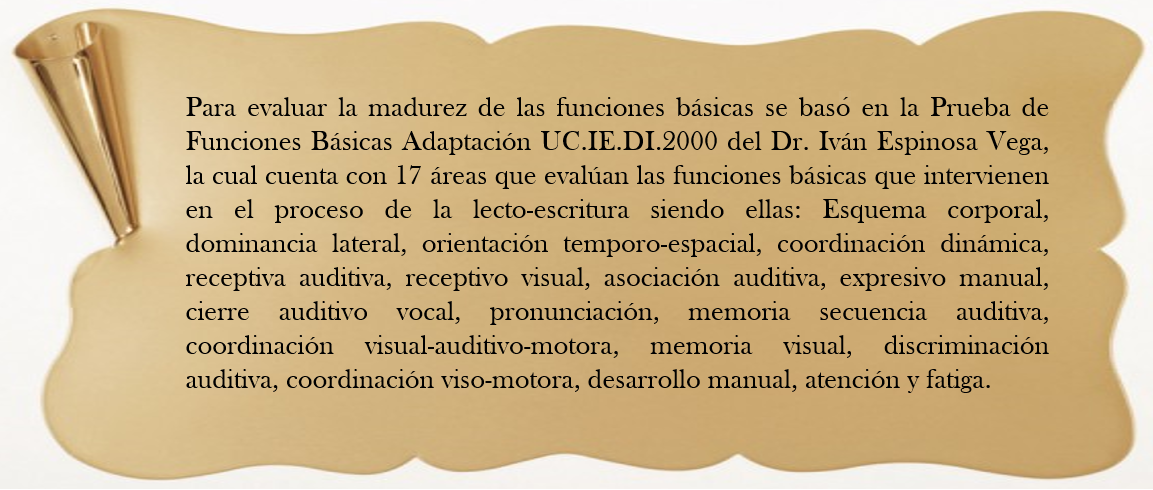 Para evaluar la madurez de las funciones básicas se basó en la Prueba de
Funciones Básicas Adaptación UC.IE.DI.2000 del Dr. Iván Espinosa Vega,
la cual cuenta con 17 áreas que evalúan las funciones básicas que intervienen
en el proceso de la lecto-escritura siendo ellas: Esquema corporal,
dominancia lateral, orientación temporo-espacial, coordinación dinámica,
receptiva auditiva, receptivo visual, asociación auditiva, expresivo manual,
cierre auditivo vocal, pronunciación, memoria secuencia auditiva,
coordinación visual-auditivo-motora, memoria visual, discriminación
auditiva, coordinación viso-motora, desarrollo manual, atención y fatiga.